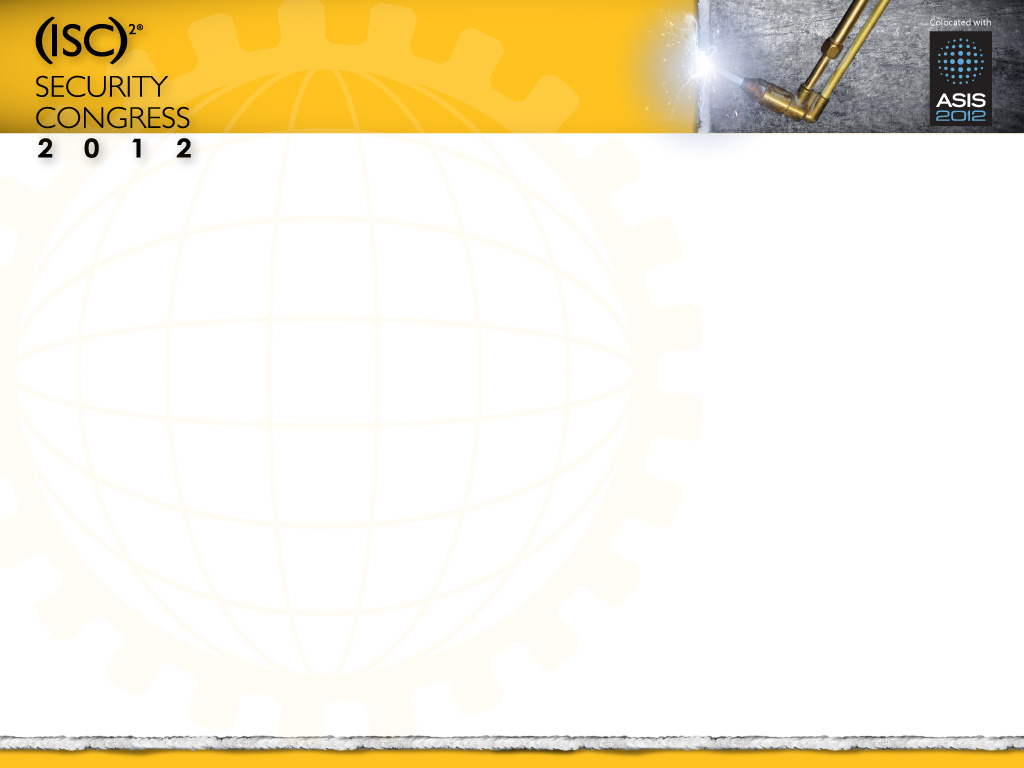 (ISC)²®
SECURITY
CONGRESS
2 0 1 2
Colocated with
ASIS
2012